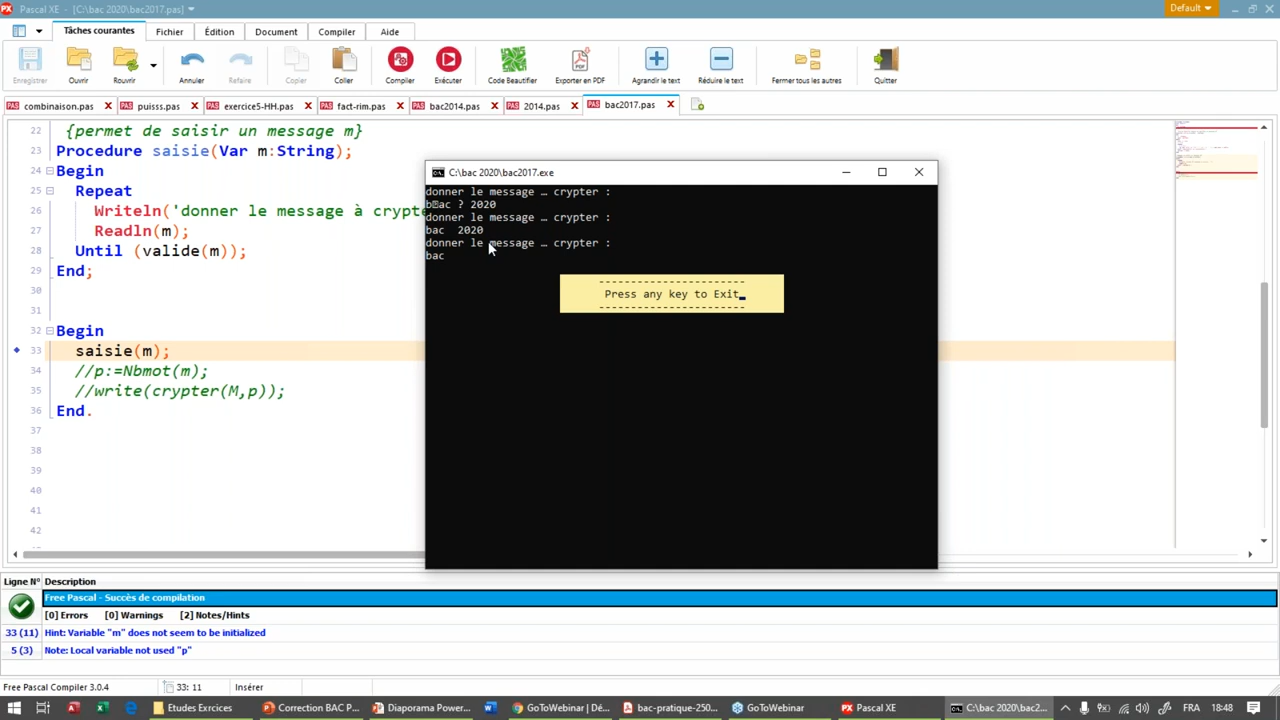 Pascal XE - [C:\bac 2020\bac2017.pas]
Default
Tâches courantes Fichier Édition Document Compiler Aide
Enregistrer Ouvrir Rouvrir Annuler Refaire Copier Coller Compiler Exécuter Code Beautifier Exporter en PDF Agrandir le text Réduire le text Fermer tous les autres Quitter
combinaison.pas puisss.pas exercice5-HH.pas fact-rim.pas bac2014.pas 2014.pas bac2017.pas
22 {permet de saisir un message m}
23 Procedure saisie(Var m:String);
24 Begin
25 Repeat
26 Writeln('donner le message à crypte
27 Readln(m);
28 Until (valide(m));
29 End;
30
31
32 Begin
33 saisie(m);
34 //p:=Nbmot(m);
35 //write(crypter(M,p));
36 End.
37
38
39
40
41
42
C:\bac 2020\bac2017.exe
donner le message … crypter :
ac ? 2020
donner le message … crypter :
bac  2020
donner le message … crypter :
bac
-----------------------
Press any key to Exit
-----------------------
Ligne N° Description
Free Pascal - Succès de compilation
[0] Errors [0] Warnings [2] Notes/Hints
33 (11) Hint: Variable "m" does not seem to be initialized
5 (3) Note: Local variable not used "p"
Free Pascal Compiler 3.0.4 33: 11 Insérer
Etudes Exrcices Correction BAC P... Diaporama Power... GoToWebinar | Dé... bac-pratique-250... GoToWebinar Pascal XE C:\bac 2020\bac2... FRA 18:48